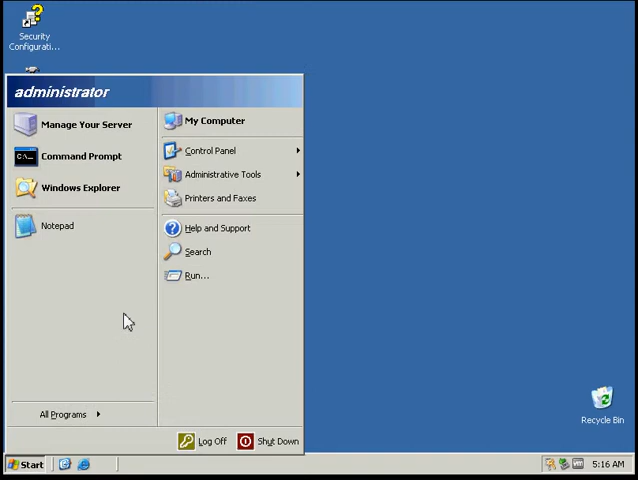 Security
Configurati...
administrator
Manage Your Server
Command Prompt
Windows Explorer
Notepad
All Programs
My Computer
Control Panel
Administrative Tools
Printers and Faxes
Help and Support
Search
Run...
Log Off
Shut Down
Recycle Bin
Start
5:16 AM